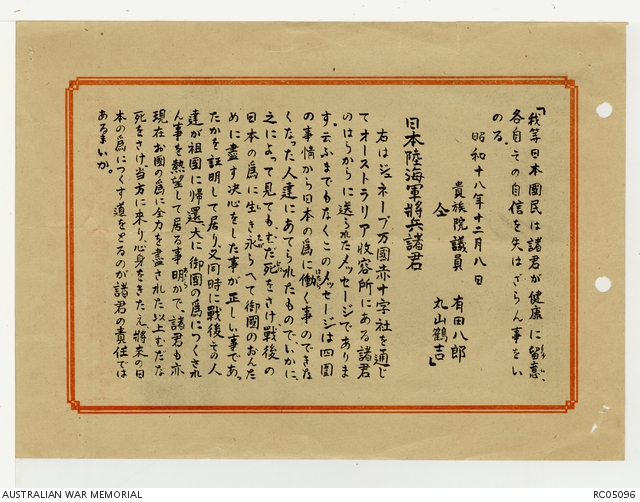 「我等日本國民は諸君が健康に留意
各自その自信を失はざらん事をい
のる。
昭和十八年十二月八日
貴族院議員 有田八郎
仝 丸山鶴吉」
日本陸海軍將兵諸君
右はジュネーブ万國赤十字社を通じ
てオーストラリア收容所にある諸君
のはらからに送られたメッセージでありま
す。云ふまでもなくこのメッセージは四圍
の事情から日本の爲に働く事のできな
くなった人達にあてられたもので、いかに、
之によって見ても、むだ死をさけ戰後の
日本の爲に生き永らへて御國のおんた
めに盡す決心をした事が正しい事であっ
たかを証明して居り、又同時に戰後その人
達が祖國に帰還大に御國の爲につくされ
ん事を熱望して居る事明かで、諸君も亦
現在お國の爲に全力を盡された以上むだな
死をさけ、当方に来り、心身をきたえ將來の日
本の爲につくす道をとるのが諸君の責任では
あるまいか。
AUSTRALIAN WAR MEMORIAL
RC05096